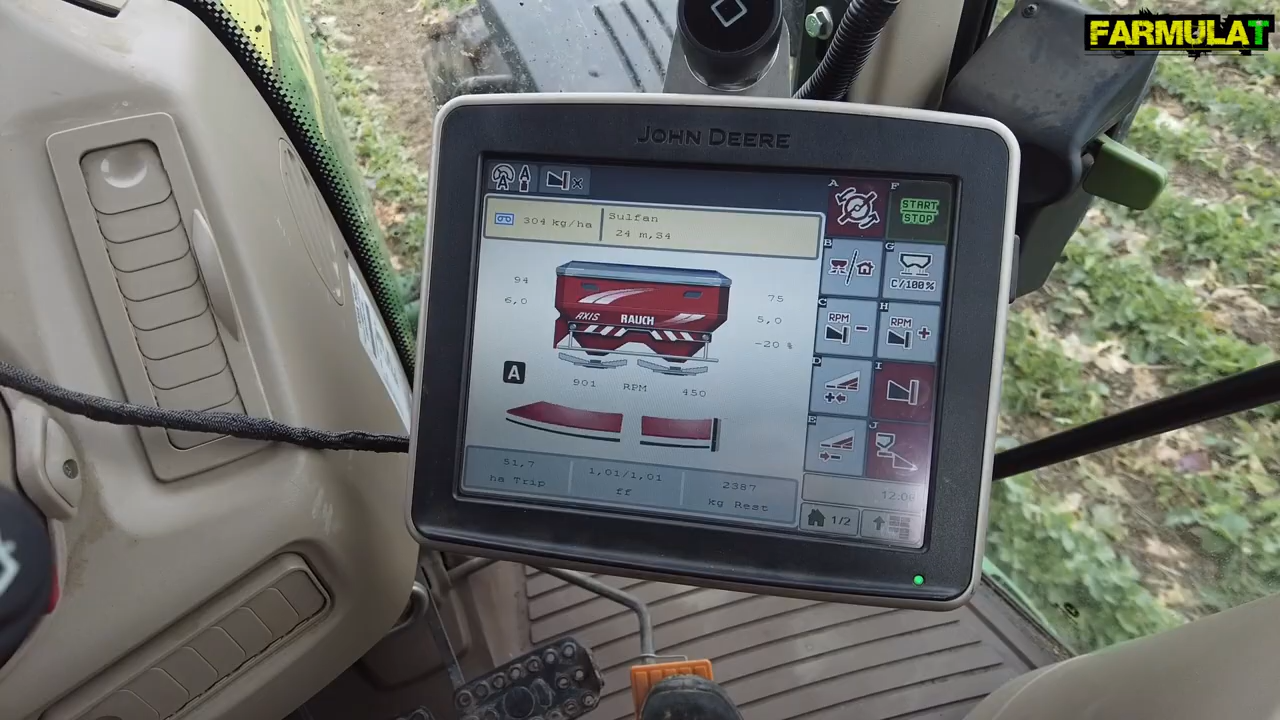 FARMULAT
JOHN DEERE
304 kg/ha
Sulfan
24 m, S4
A
F
START
STOP
B
G
C/100%
94
6,0
75
5,0
-20 %
AXIS
RAUCH
C
RPM
-
H
RPM
+
A
901 RPM 450
D
I
E
J
51,7
ha Trip
1,01/1,01
ff
2387
kg Rest
12:00
1/2